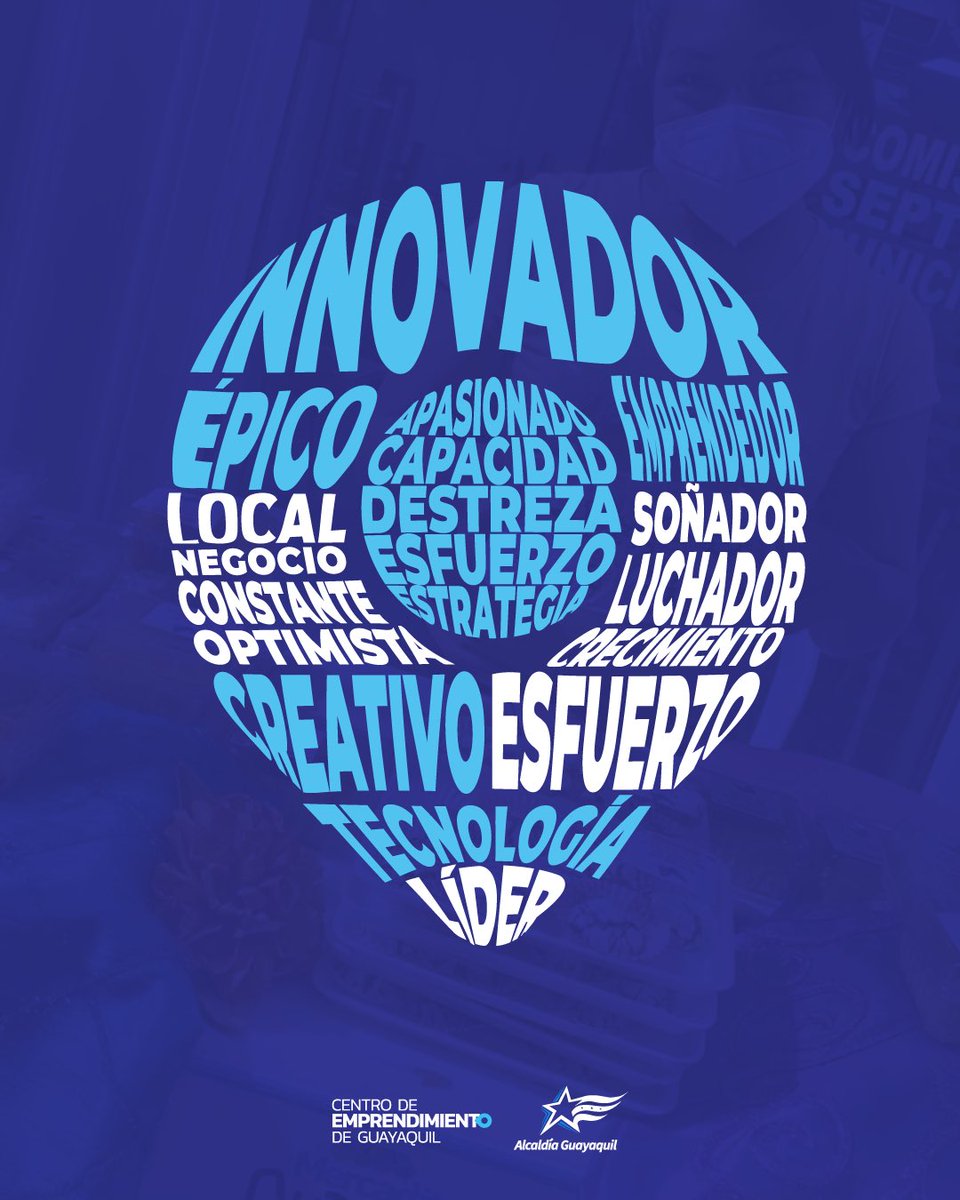 INNOVADOR
ÉPICO
APASIONADO
EMPRENDEDOR
CAPACIDAD
LOCAL
DESTREZA
SOÑADOR
NEGOCIO
ESFUERZO
LUCHADOR
CONSTANTE
ESTRATEGIA
OPTIMISTA
CRECIMIENTO
CREATIVO ESFUERZO
TECNOLOGÍA
LÍDER
CENTRO DE
EMPRENDIMIENTO
DE GUAYAQUIL
Alcaldía Guayaquil